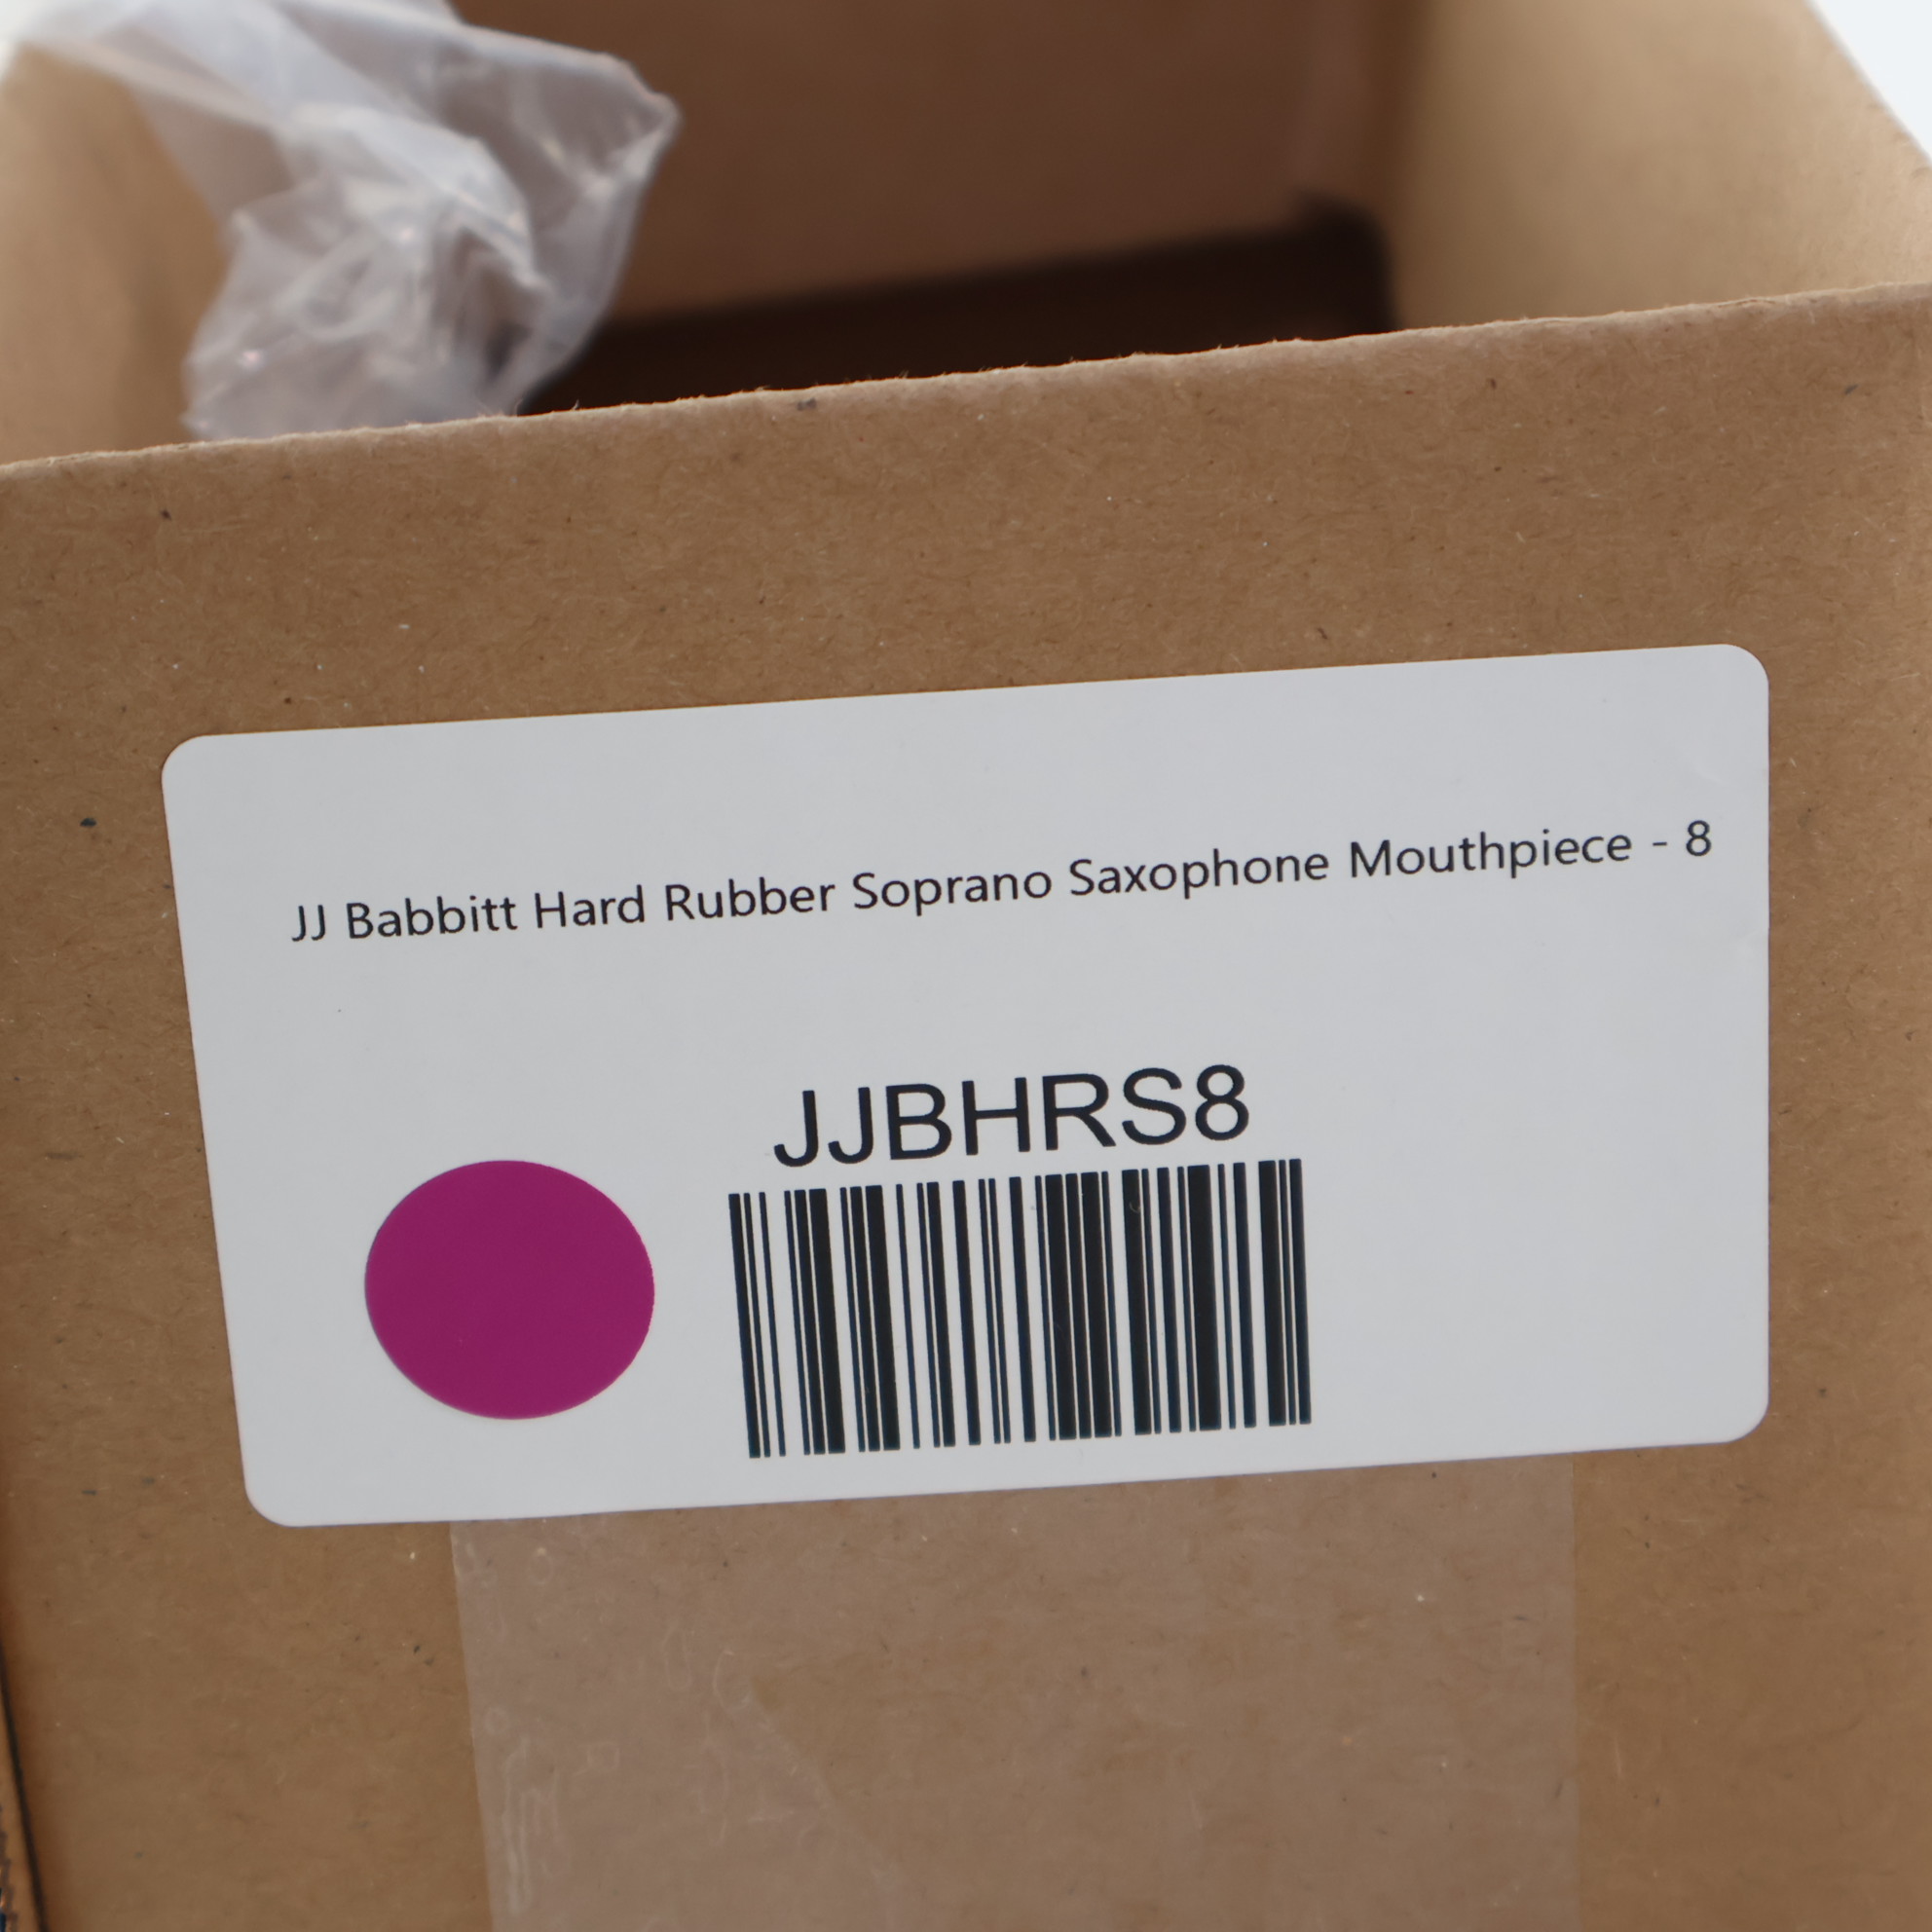 JJ Babbitt Hard Rubber Soprano Saxophone Mouthpiece - 8
JJBHRS8